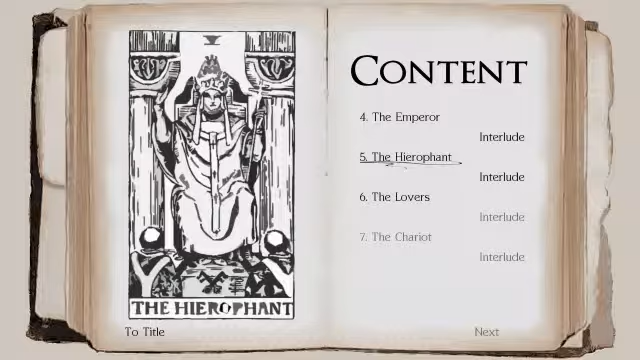 V
THE HIEROPHANT
To Title
CONTENT
4. The Emperor
Interlude
5. The Hierophant
Interlude
6. The Lovers
Interlude
7. The Chariot
Interlude
Next